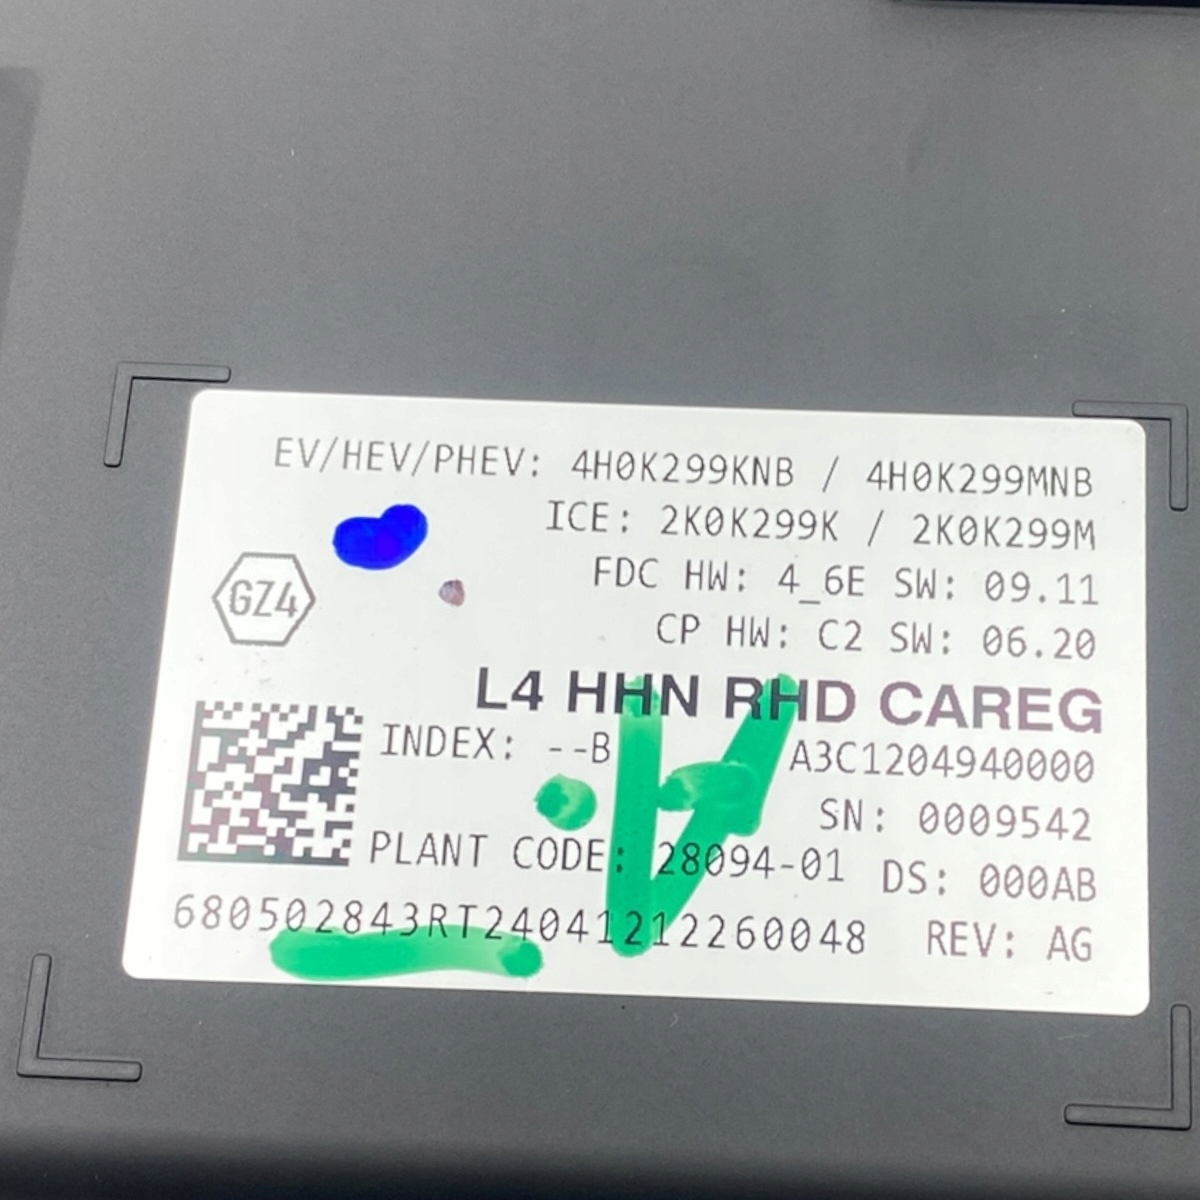 EV/HEV/PHEV: 4H0K299KNB / 4H0K299MNB
ICE: 2K0K299K / 2K0K299M
FDC HW: 4_6E SW: 09.11
GZ4
CP HW: C2 SW: 06.20
L4 HHN RHD CAREG
INDEX: --B A3C1204940000
SN: 0009542
PLANT CODE: 28094-01 DS: 000AB
680502843RT24041212260048 REV: AG